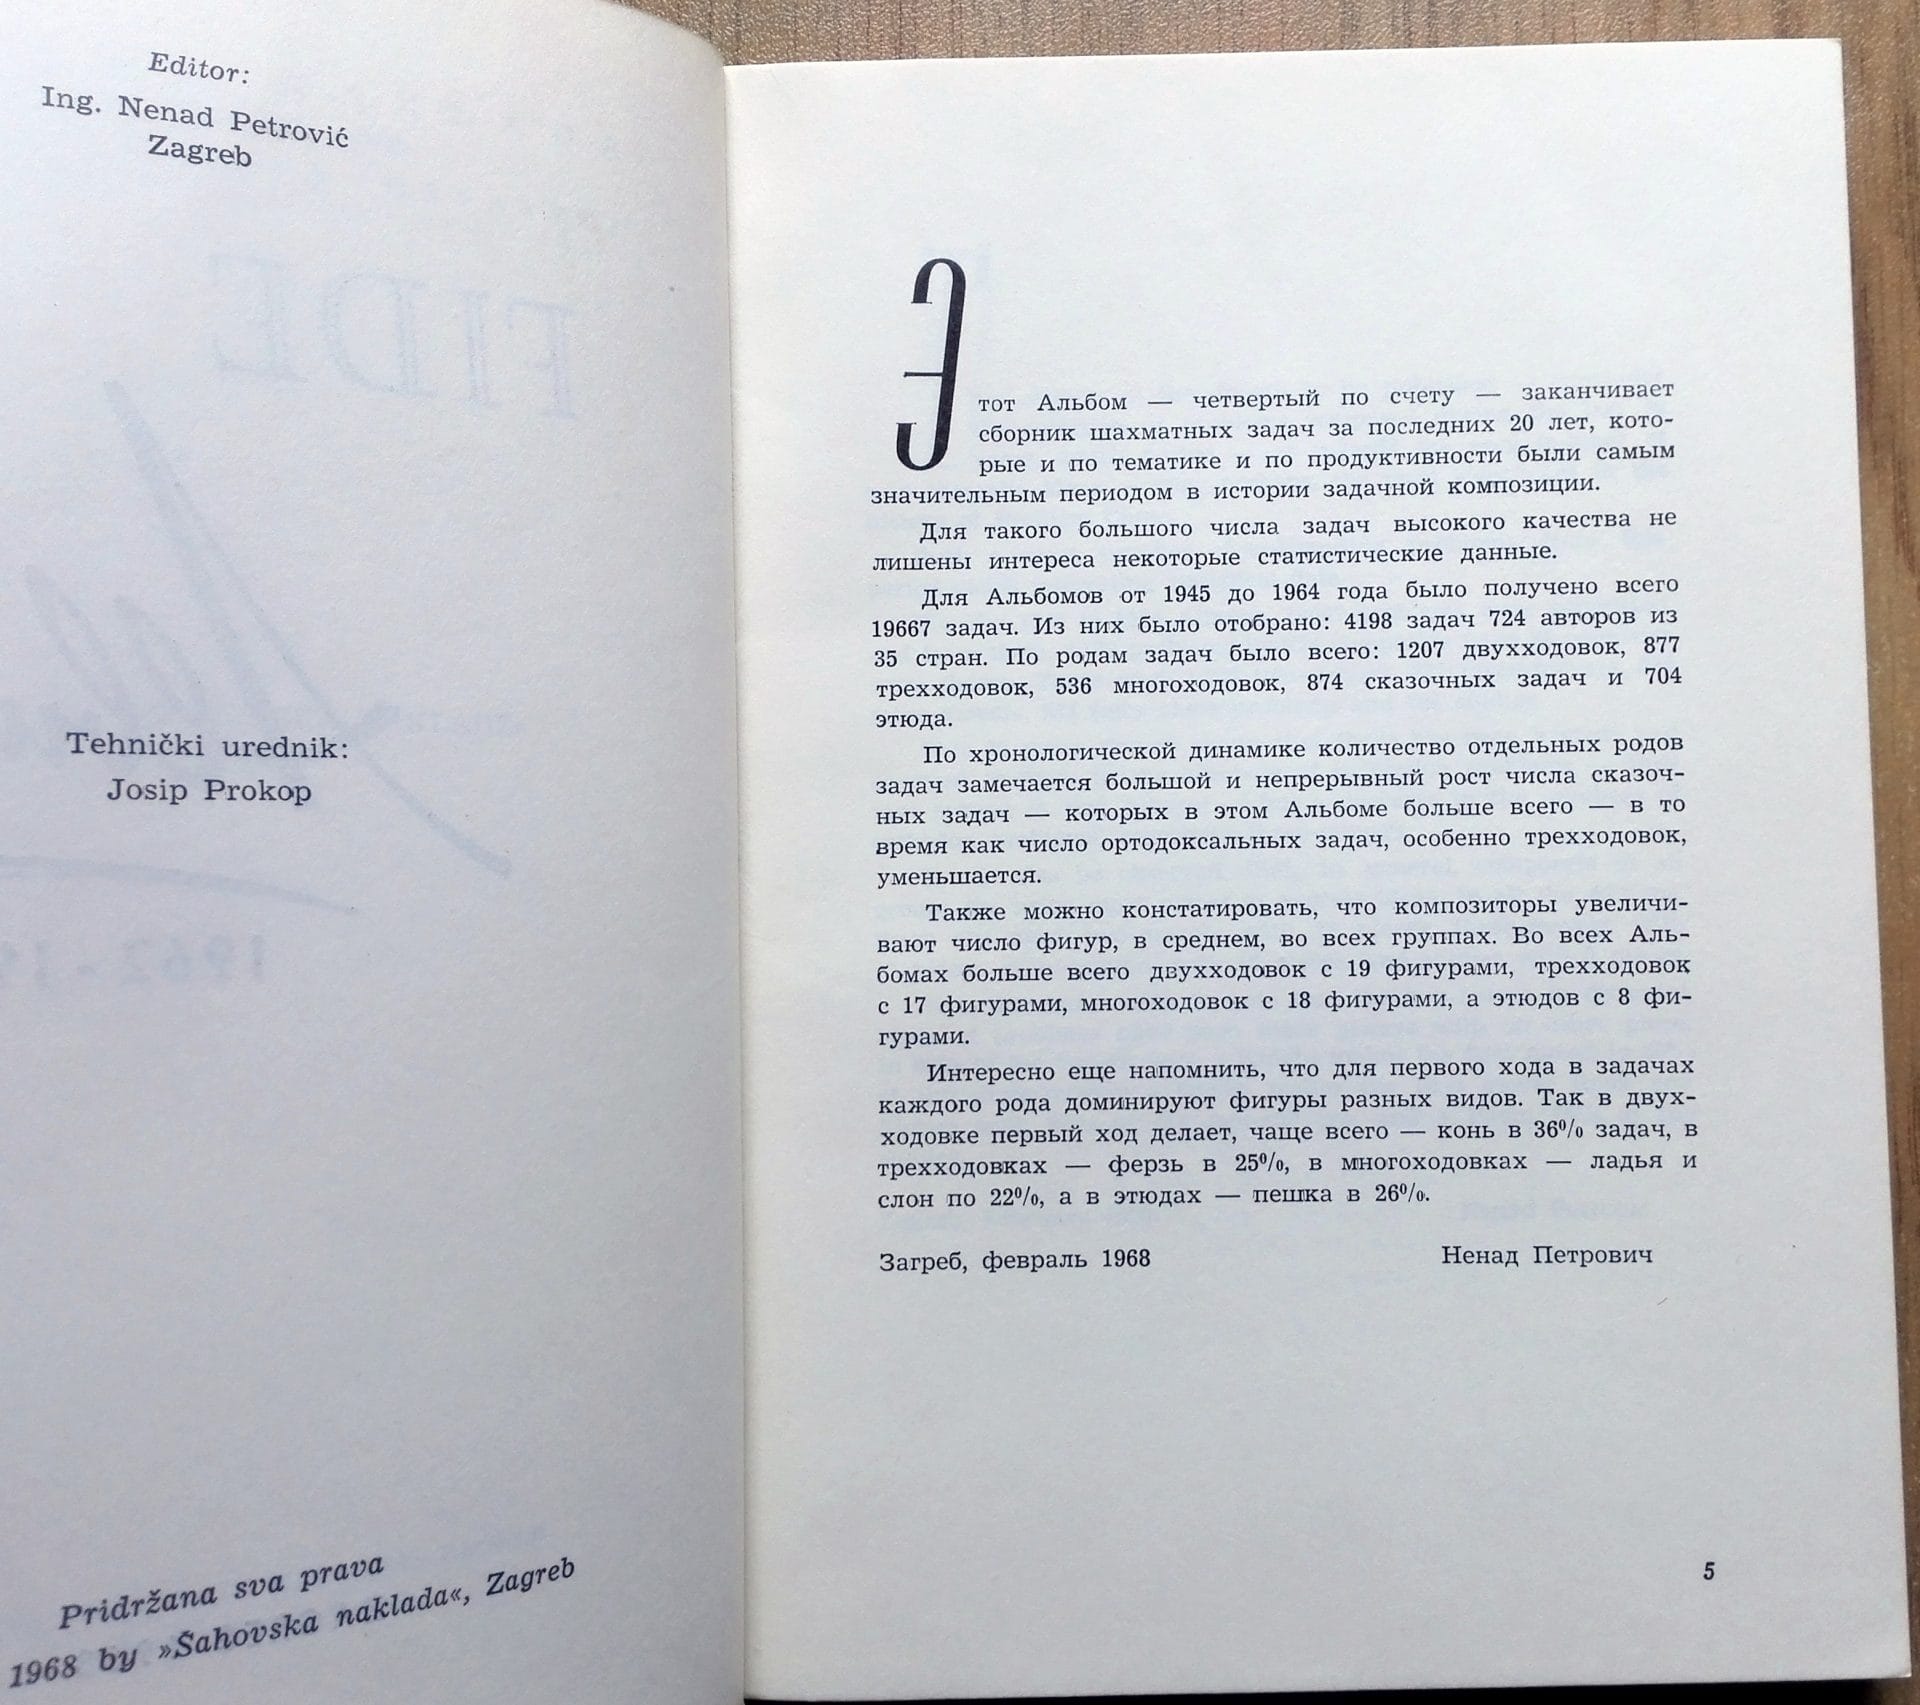 Editor:
Ing. Nenad Petrović
Zagreb
FIDE
Tehnički urednik:
Josip Prokop
Pridržana sva prava
1968 by »Šahovska naklada«, Zagreb
Этот Альбом — четвертый по счету — заканчивает
сборник шахматных задач за последних 20 лет, кото-
рые и по тематике и по продуктивности были самым
значительным периодом в истории задачной композиции.
Для такого большого числа задач высокого качества не
лишены интереса некоторые статистические данные.
Для Альбомов от 1945 до 1964 года было получено всего
19667 задач. Из них было отобрано: 4198 задач 724 авторов из
35 стран. По родам задач было всего: 1207 двухходовок, 877
трехходовок, 536 многоходовок, 874 сказочных задач и 704
этюда.
По хронологической динамике количество отдельных родов
задач замечается большой и непрерывный рост числа сказоч-
ных задач — которых в этом Альбоме больше всего — в то
время как число ортодоксальных задач, особенно трехходовок,
уменьшается.
Также можно констатировать, что композиторы увеличи-
вают число фигур, в среднем, во всех группах. Во всех Аль-
бомах больше всего двухходовок с 19 фигурами, трехходовок
с 17 фигурами, многоходовок с 18 фигурами, а этюдов с 8 фи-
гурами.
Интересно еще напомнить, что для первого хода в задачах
каждого рода доминируют фигуры разных видов. Так в двух-
ходовке первый ход делает, чаще всего — конь в 36% задач, в
трехходовках — ферзь в 25%, в многоходовках — ладья и
слон по 22%, а в этюдах — пешка в 26%.
Загреб, февраль 1968 Ненад Петрович
5